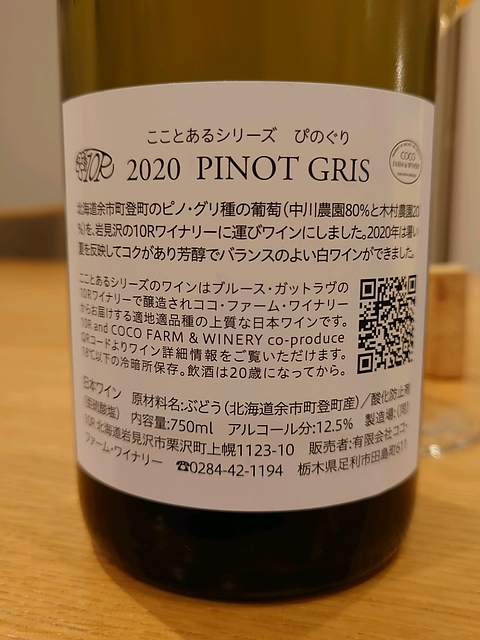 こことあるシリーズ ぴのぐり
10R 2020 PINOT GRIS COCO FARM & WINERY
北海道余市町登町のピノ・グリ種の葡萄(中川農園80%と木村農園20
%)を、岩見沢の10Rワイナリーに運びワインにしました。2020年は暑い
夏を反映してコクがあり芳醇でバランスのよい白ワインができました。
こことあるシリーズのワインはブルース・ガットラヴの
10Rワイナリーで醸造されココ・ファーム・ワイナリー
からお届けする適地適品種の上質な日本ワインです。
10R and COCO FARM & WINERY co-produce
QRコードよりワイン詳細情報をご覧いただけます。
18℃以下の冷暗所保存。飲酒は20歳になってから。
日本ワイン 原材料名:ぶどう(北海道余市町登町産)/酸化防止剤
(亜硫酸塩) 内容量:750ml アルコール分:12.5% 製造場:(同)
10R 北海道岩見沢市栗沢町上幌1123-10 販売者:有限会社ココ・
ファーム・ワイナリー ☎0284-42-1194 栃木県足利市田島町611